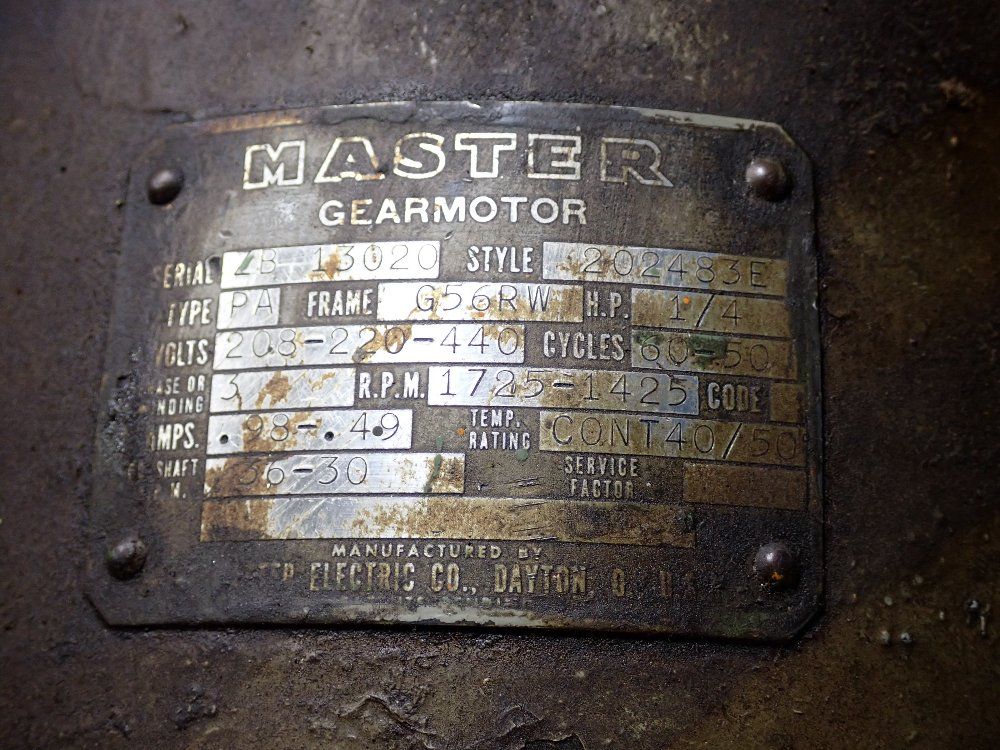 MASTER
GEARMOTOR
SERIAL ZB 13020 STYLE 202483E
TYPE PA FRAME G56RW H.P. 1/4
VOLTS 208-220-440 CYCLES 60-50
3 R.P.M. 1725-1425 CODE
AMPS. .98-.49 TEMP. RATING CONT40/50
SHAFT 36-30 SERVICE FACTOR
MANUFACTURED BY
ELECTRIC CO., DAYTON, O., U.S.